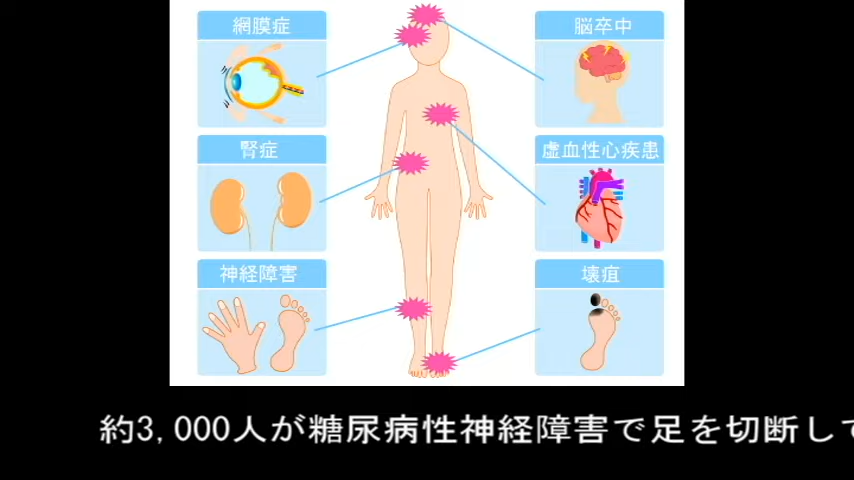 網膜症
脳卒中
腎症
虚血性心疾患
神経障害
壊疽
約3,000人が糖尿病性神経障害で足を切断して